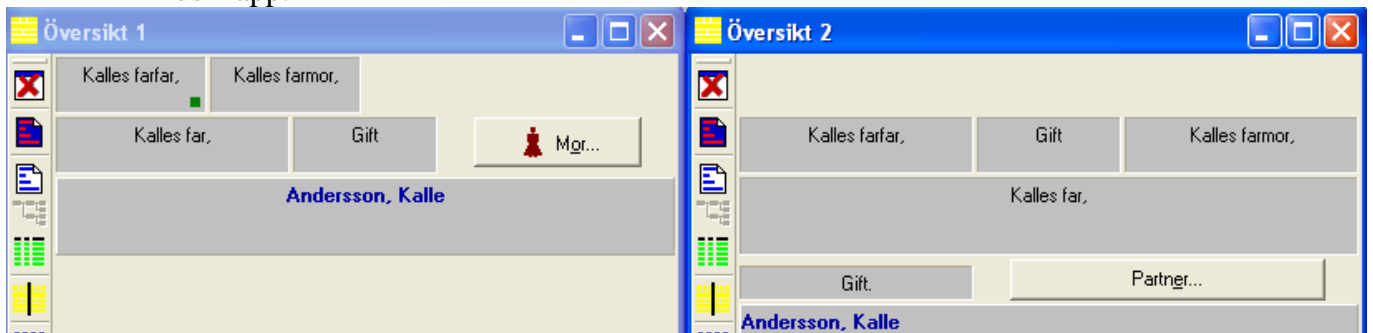 Översikt 1
Kalles farfar, Kalles farmor,
Kalles far, Gift Mor...
Andersson, Kalle
Översikt 2
Kalles farfar, Gift Kalles farmor,
Kalles far,
Gift. Partner...
Andersson, Kalle